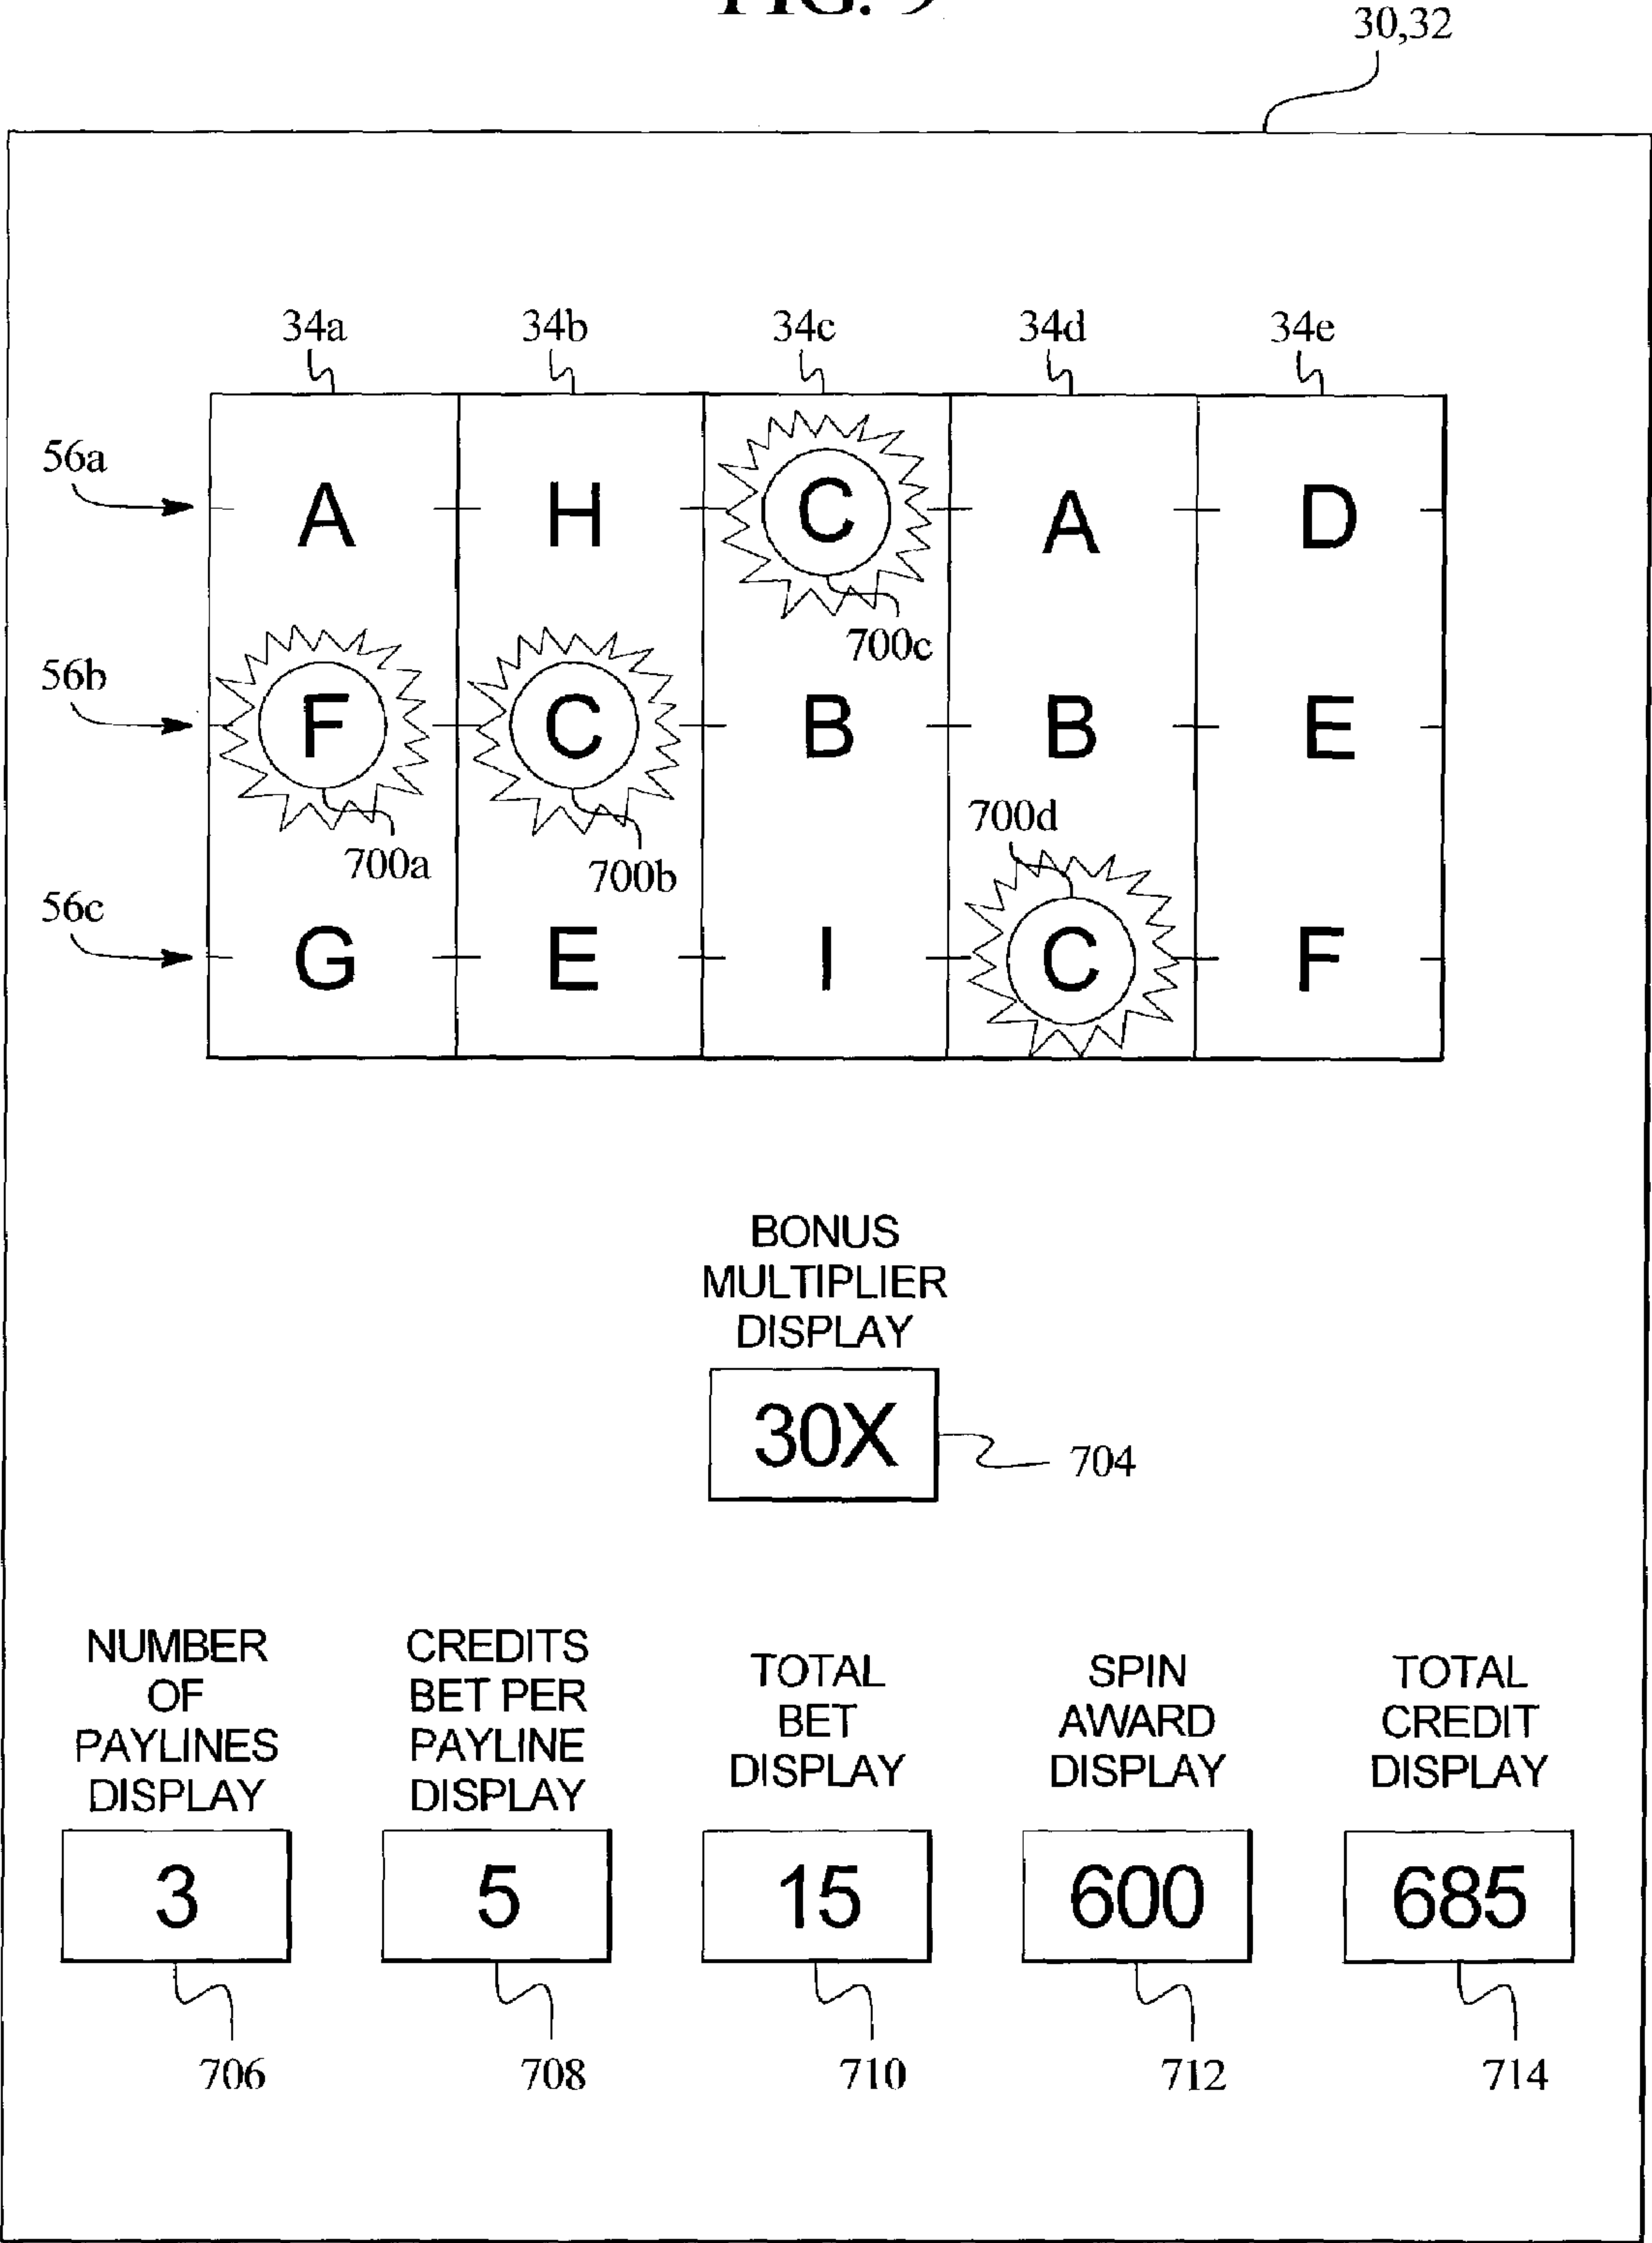 30,32
34a 34b 34c 34d 34e
56a A H C A D
700c
56b F C B B E
700d
700a 700b
56c G E I C F
BONUS
MULTIPLIER
DISPLAY
30X 704
NUMBER
OF
PAYLINES
DISPLAY
3
706
CREDITS
BET PER
PAYLINE
DISPLAY
5
708
TOTAL
BET
DISPLAY
15
710
SPIN
AWARD
DISPLAY
600
712
TOTAL
CREDIT
DISPLAY
685
714